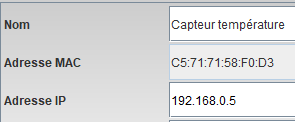 Nom Capteur température
Adresse MAC C5:71:71:58:F0:D3
Adresse IP 192.168.0.5